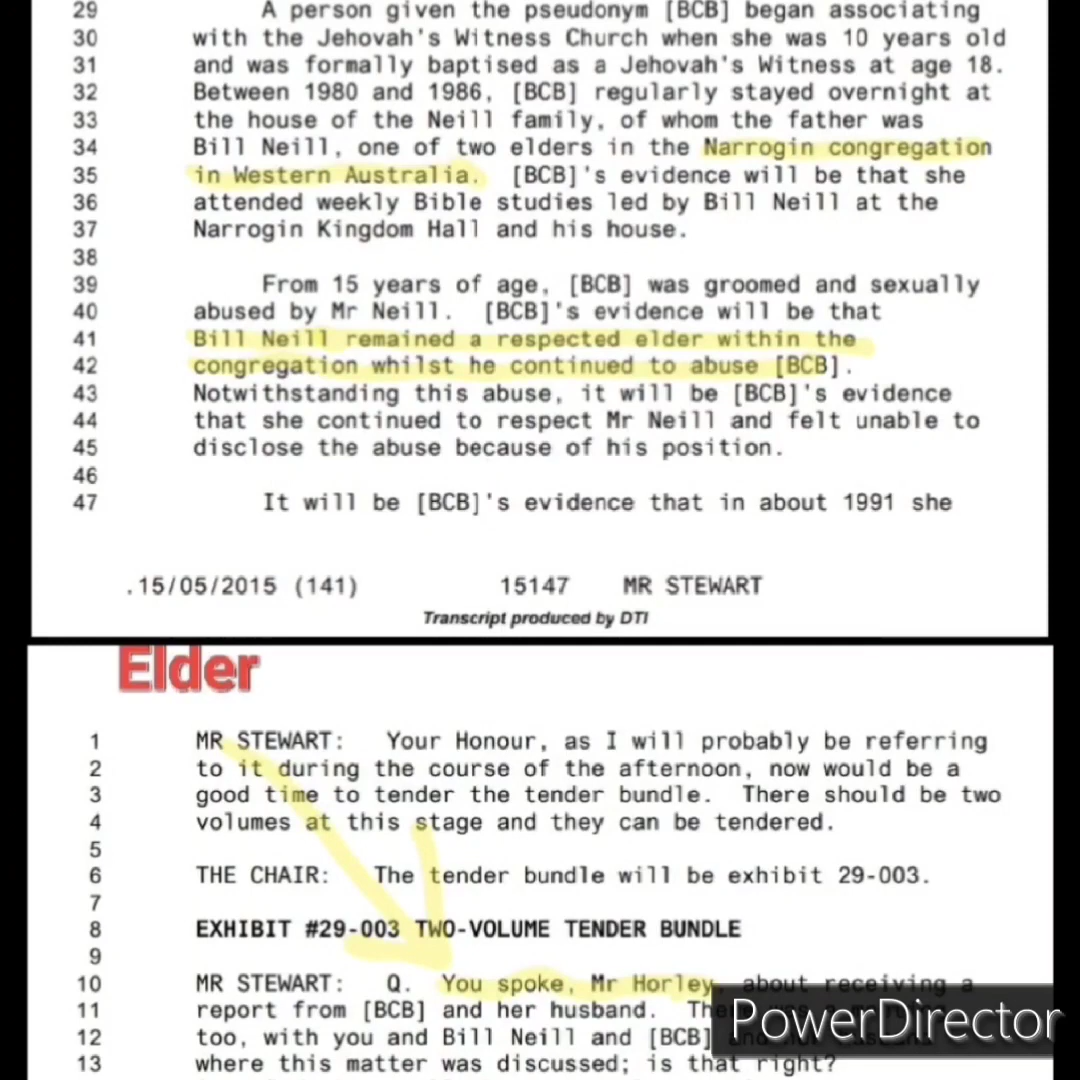 29 A person given the pseudonym [BCB] began associating
30 with the Jehovah's Witness Church when she was 10 years old
31 and was formally baptised as a Jehovah's Witness at age 18.
32 Between 1980 and 1986, [BCB] regularly stayed overnight at
33 the house of the Neill family, of whom the father was
34 Bill Neill, one of two elders in the Narrogin congregation
35 in Western Australia. [BCB]'s evidence will be that she
36 attended weekly Bible studies led by Bill Neill at the
37 Narrogin Kingdom Hall and his house.
38
39 From 15 years of age, [BCB] was groomed and sexually
40 abused by Mr Neill. [BCB]'s evidence will be that
41 Bill Neill remained a respected elder within the
42 congregation whilst he continued to abuse [BCB].
43 Notwithstanding this abuse, it will be [BCB]'s evidence
44 that she continued to respect Mr Neill and felt unable to
45 disclose the abuse because of his position.
46
47 It will be [BCB]'s evidence that in about 1991 she
.15/05/2015 (141) 15147 MR STEWART
Transcript produced by DTI
Elder
1 MR STEWART: Your Honour, as I will probably be referring
2 to it during the course of the afternoon, now would be a
3 good time to tender the tender bundle. There should be two
4 volumes at this stage and they can be tendered.
5
6 THE CHAIR: The tender bundle will be exhibit 29-003.
7
8 EXHIBIT #29-003 TWO-VOLUME TENDER BUNDLE
9
10 MR STEWART: Q. You spoke, Mr Horley, about receiving a
11 report from [BCB] and her husband.
12 too, with you and Bill Neill and [BCB]
13 where this matter was discussed; is that right?
PowerDirector